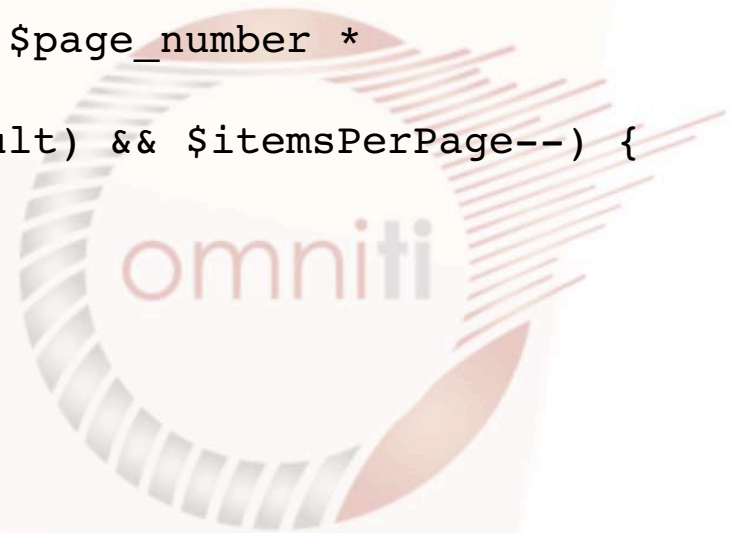 $page_number *
ult) && $itemsPerPage--) {
omniti